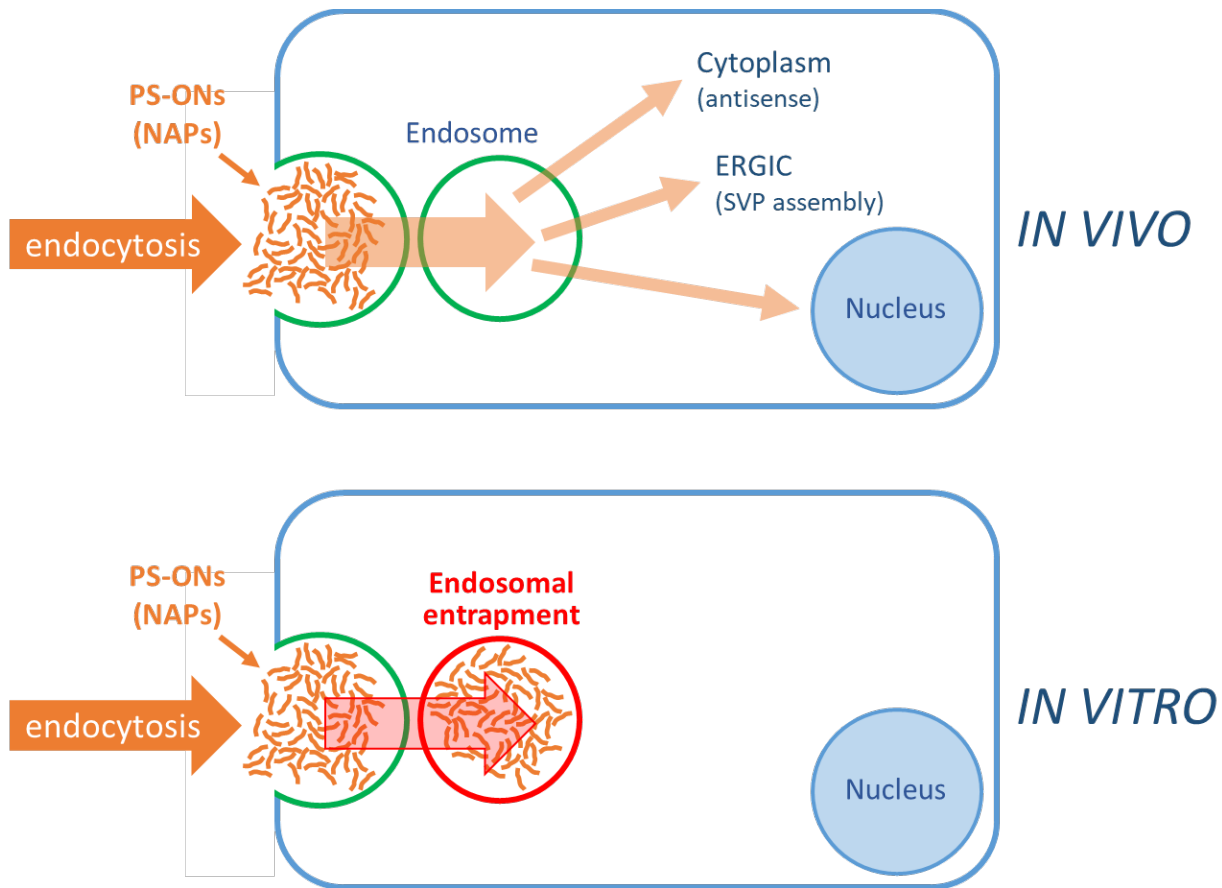 PS-ONs
(NAPs)
endocytosis
Endosome
Cytoplasm
(antisense)
ERGIC
(SVP assembly)
Nucleus
IN VIVO
PS-ONs
(NAPs)
endocytosis
Endosomal
entrapment
Nucleus
IN VITRO